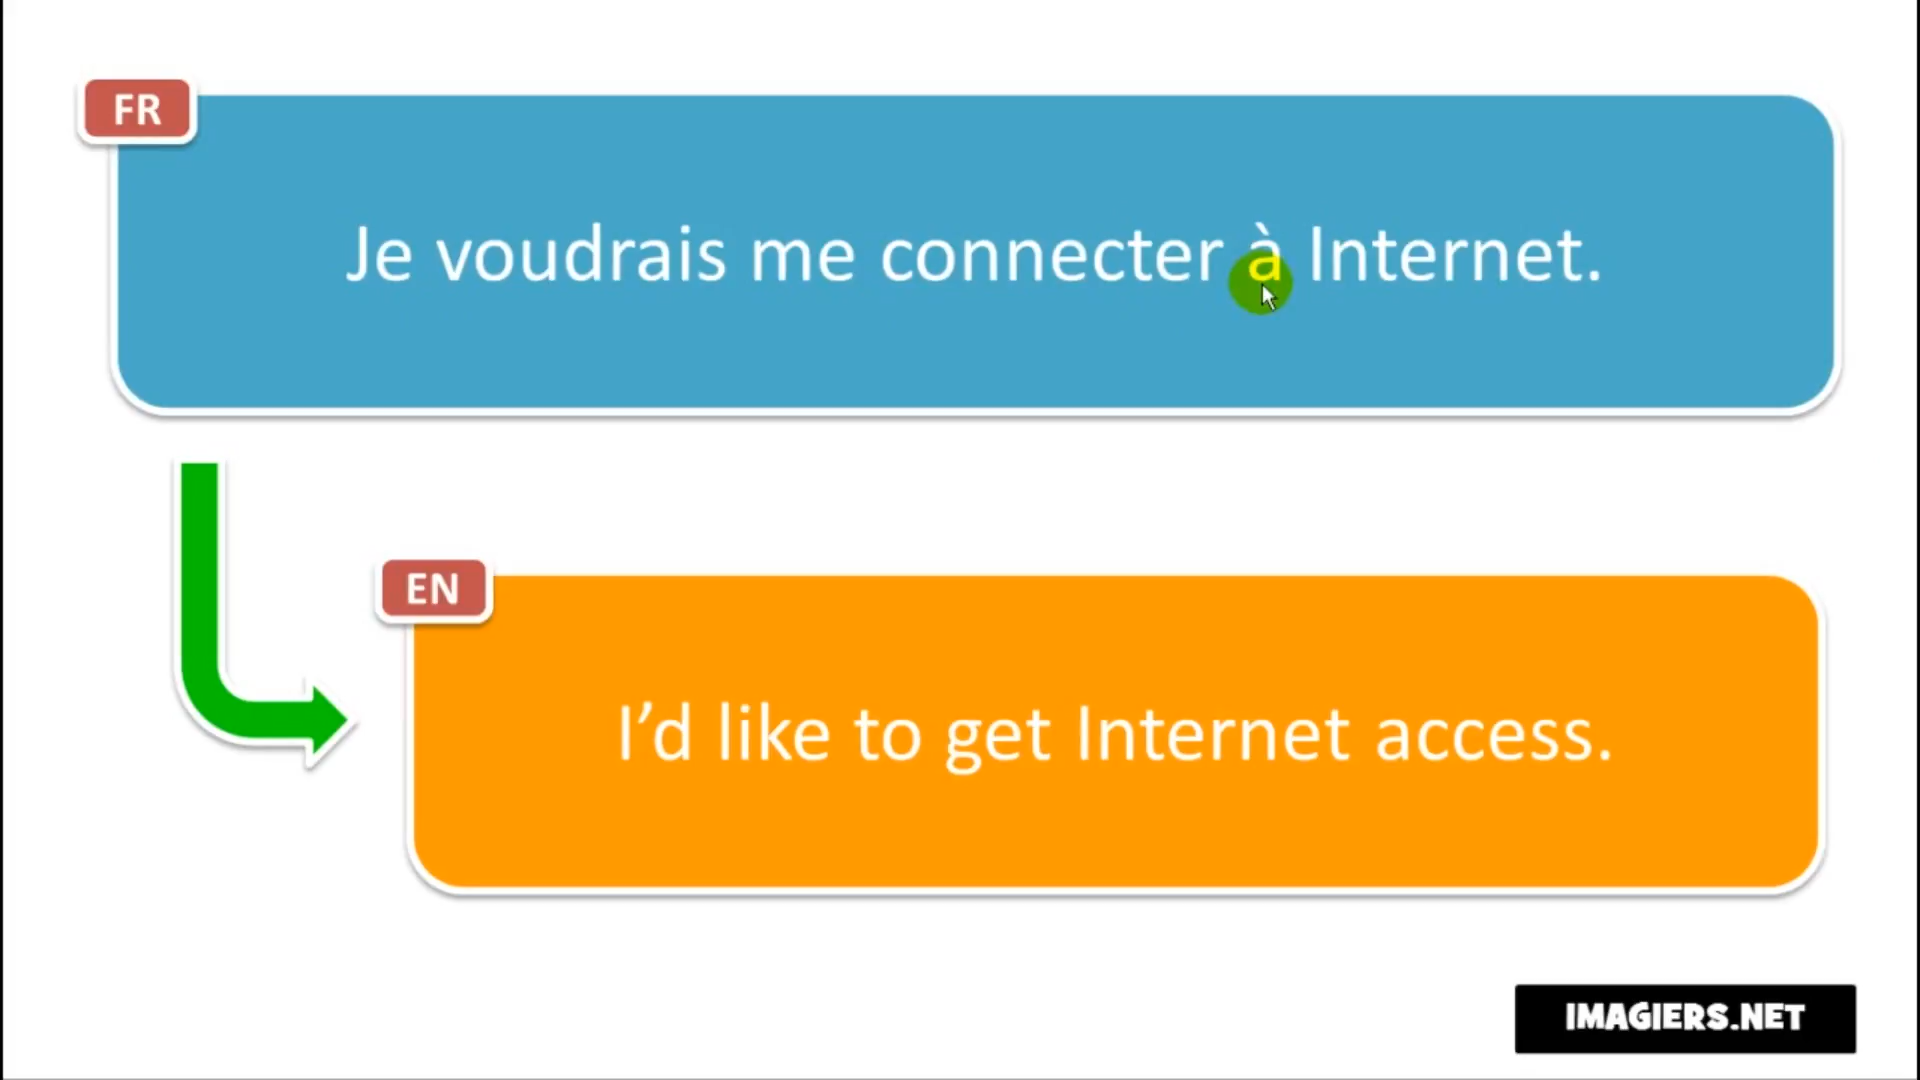 FR
Je voudrais me connecter à Internet.
EN
I’d like to get Internet access.
IMAGIERS.NET